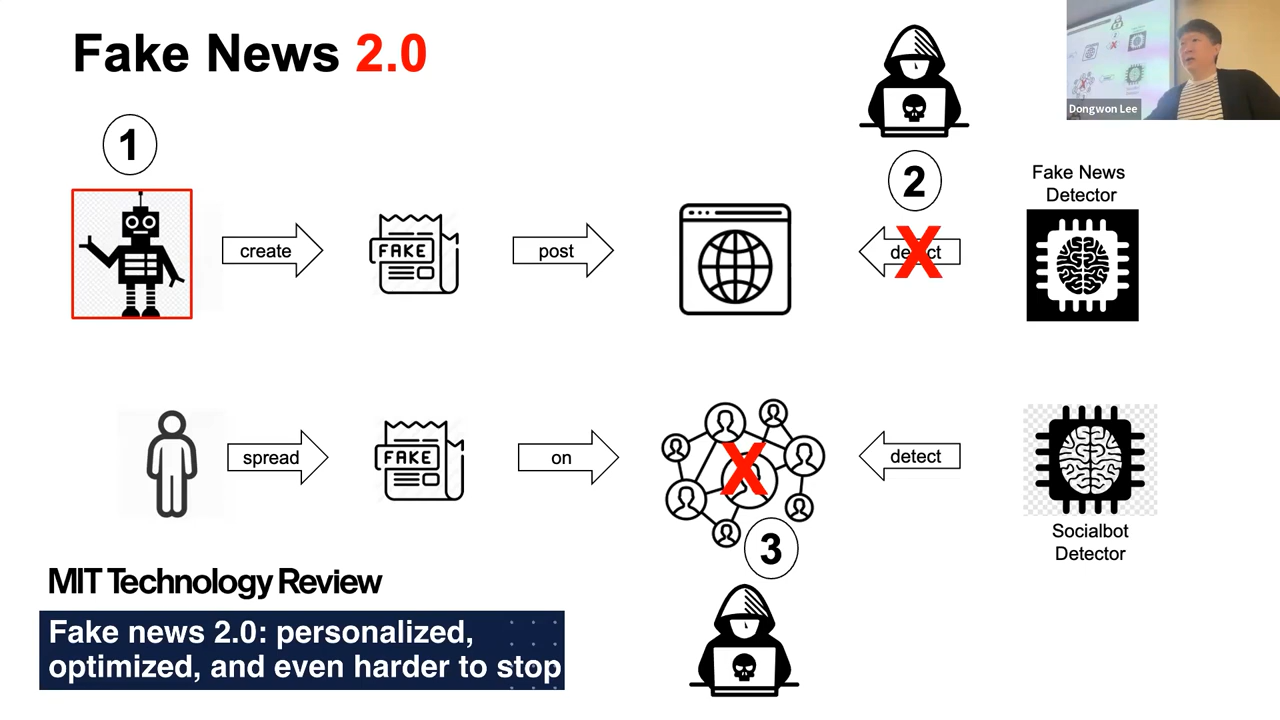 Fake News 2.0
Dongwon Lee
1
2
Fake News
Detector
create
FAKE
post
detect
X
spread
FAKE
on
X
detect
3
Socialbot
Detector
MIT Technology Review
Fake news 2.0: personalized,
optimized, and even harder to stop